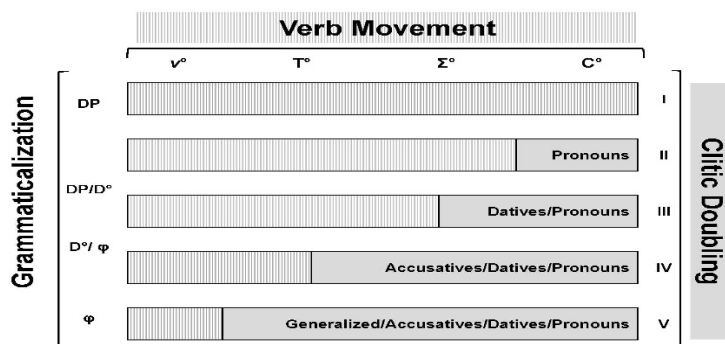 Verb Movement
v° T° Σ° C°
Grammaticalization
Clitic Doubling
DP I
Pronouns II
DP/D° Datives/Pronouns III
D°/ φ Accusatives/Datives/Pronouns IV
φ Generalized/Accusatives/Datives/Pronouns V